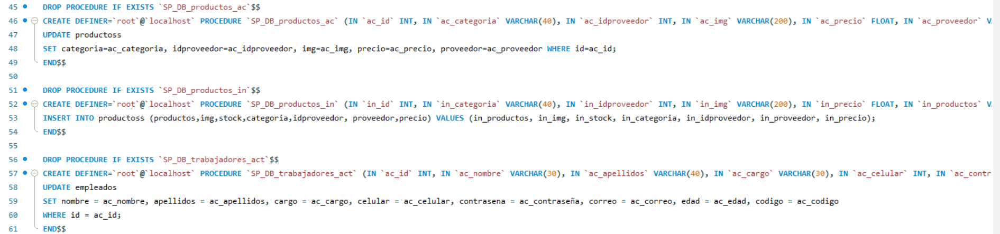 45 DROP PROCEDURE IF EXISTS `SP_DB_productos_ac`$$
46 CREATE DEFINER=`root`@`localhost` PROCEDURE `SP_DB_productos_ac` (IN `ac_id` INT, IN `ac_categoria` VARCHAR(40), IN `ac_idproveedor` INT, IN `ac_img` VARCHAR(200), IN `ac_precio` FLOAT, IN `ac_proveedor` V
47 UPDATE productoss
48 SET categoria=ac_categoria, idproveedor=ac_idproveedor, img=ac_img, precio=ac_precio, proveedor=ac_proveedor WHERE id=ac_id;
49 END$$
50
51 DROP PROCEDURE IF EXISTS `SP_DB_productos_in`$$
52 CREATE DEFINER=`root`@`localhost` PROCEDURE `SP_DB_productos_in` (IN `in_id` INT, IN `in_categoria` VARCHAR(40), IN `in_idproveedor` INT, IN `in_img` VARCHAR(200), IN `in_precio` FLOAT, IN `in_productos` V
53 INSERT INTO productoss (productos,img,stock,categoria,idproveedor, proveedor,precio) VALUES (in_productos, in_img, in_stock, in_categoria, in_idproveedor, in_proveedor, in_precio);
54 END$$
55
56 DROP PROCEDURE IF EXISTS `SP_DB_trabajadores_act`$$
57 CREATE DEFINER=`root`@`localhost` PROCEDURE `SP_DB_trabajadores_act` (IN `ac_id` INT, IN `ac_nombre` VARCHAR(30), IN `ac_apellidos` VARCHAR(40), IN `ac_cargo` VARCHAR(30), IN `ac_celular` INT, IN `ac_contr
58 UPDATE empleados
59 SET nombre = ac_nombre, apellidos = ac_apellidos, cargo = ac_cargo, celular = ac_celular, contrasena = ac_contraseña, correo = ac_correo, edad = ac_edad, codigo = ac_codigo
60 WHERE id = ac_id;
61 END$$